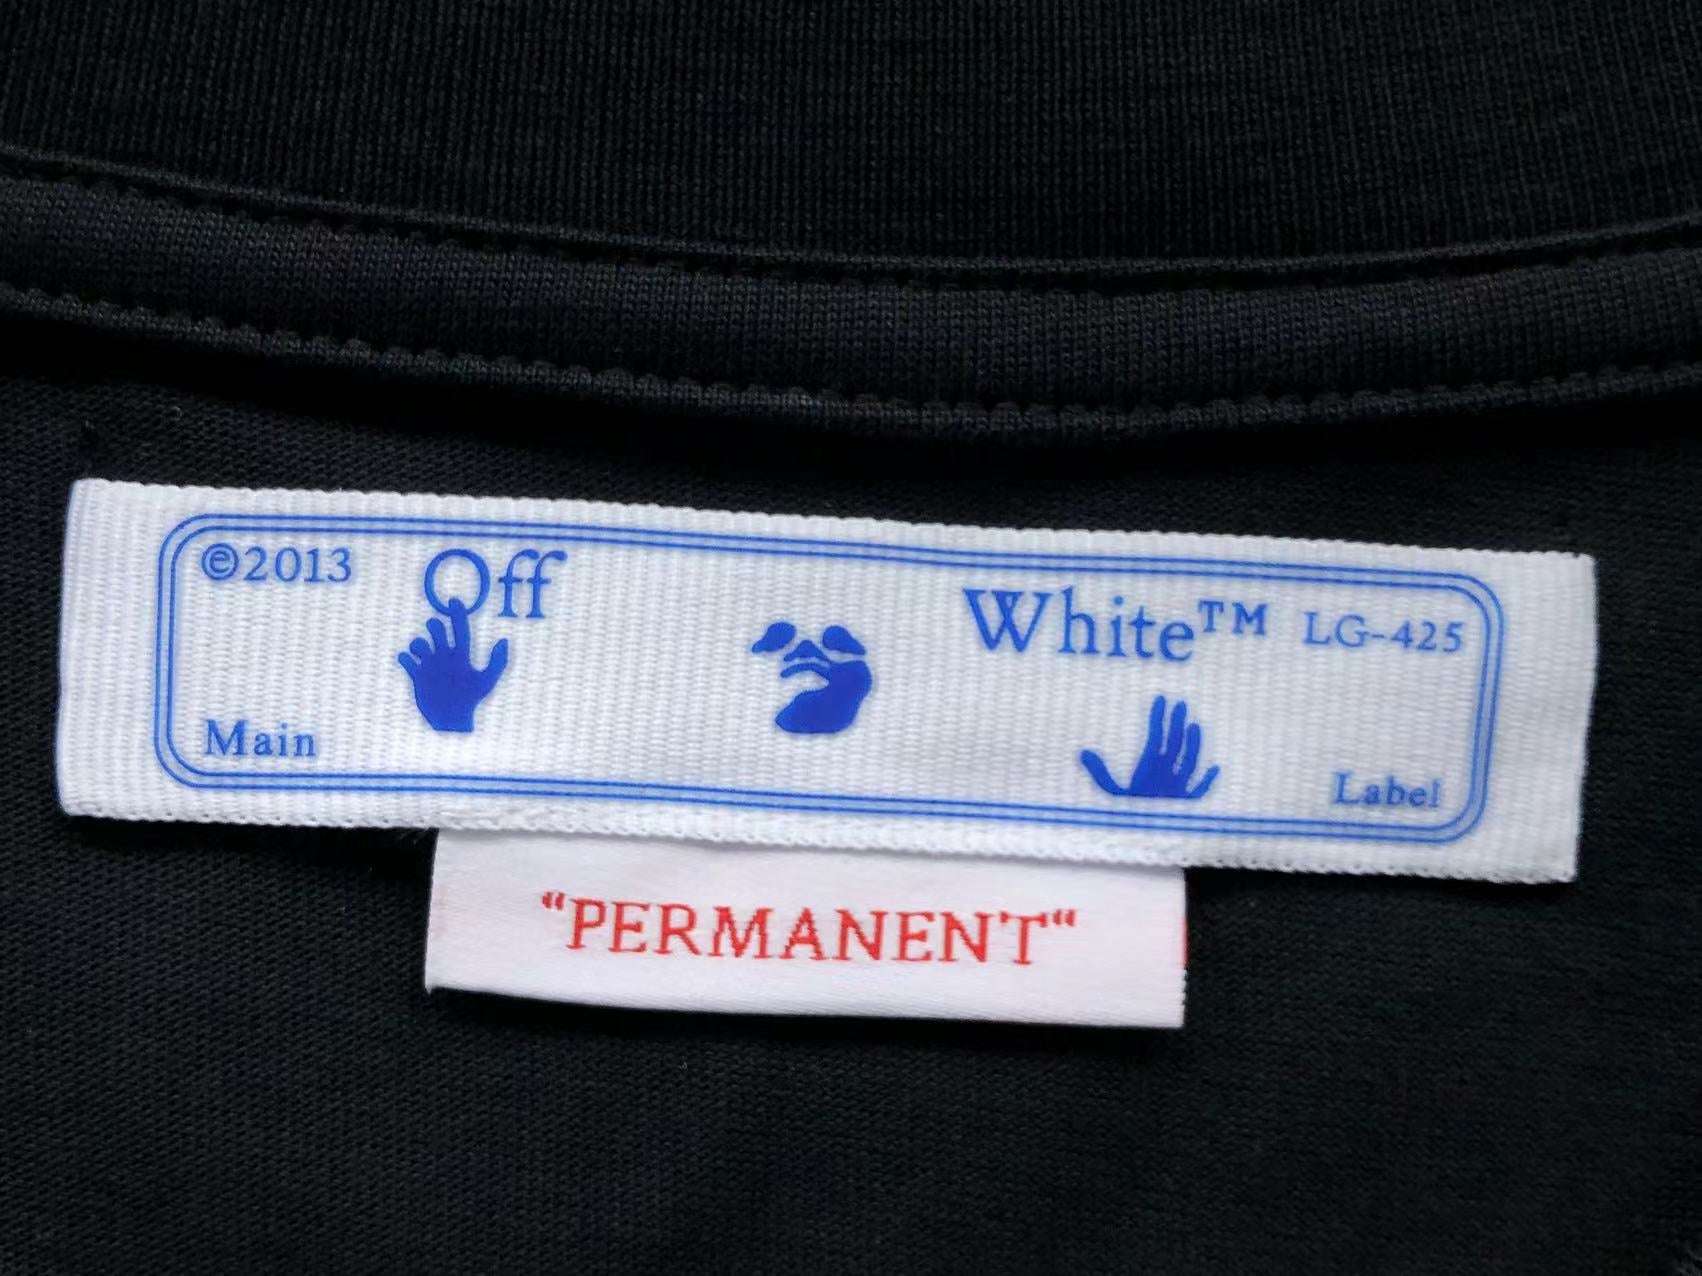 ©2013 Off White™ LG-425
Main Label
“PERMANENT“